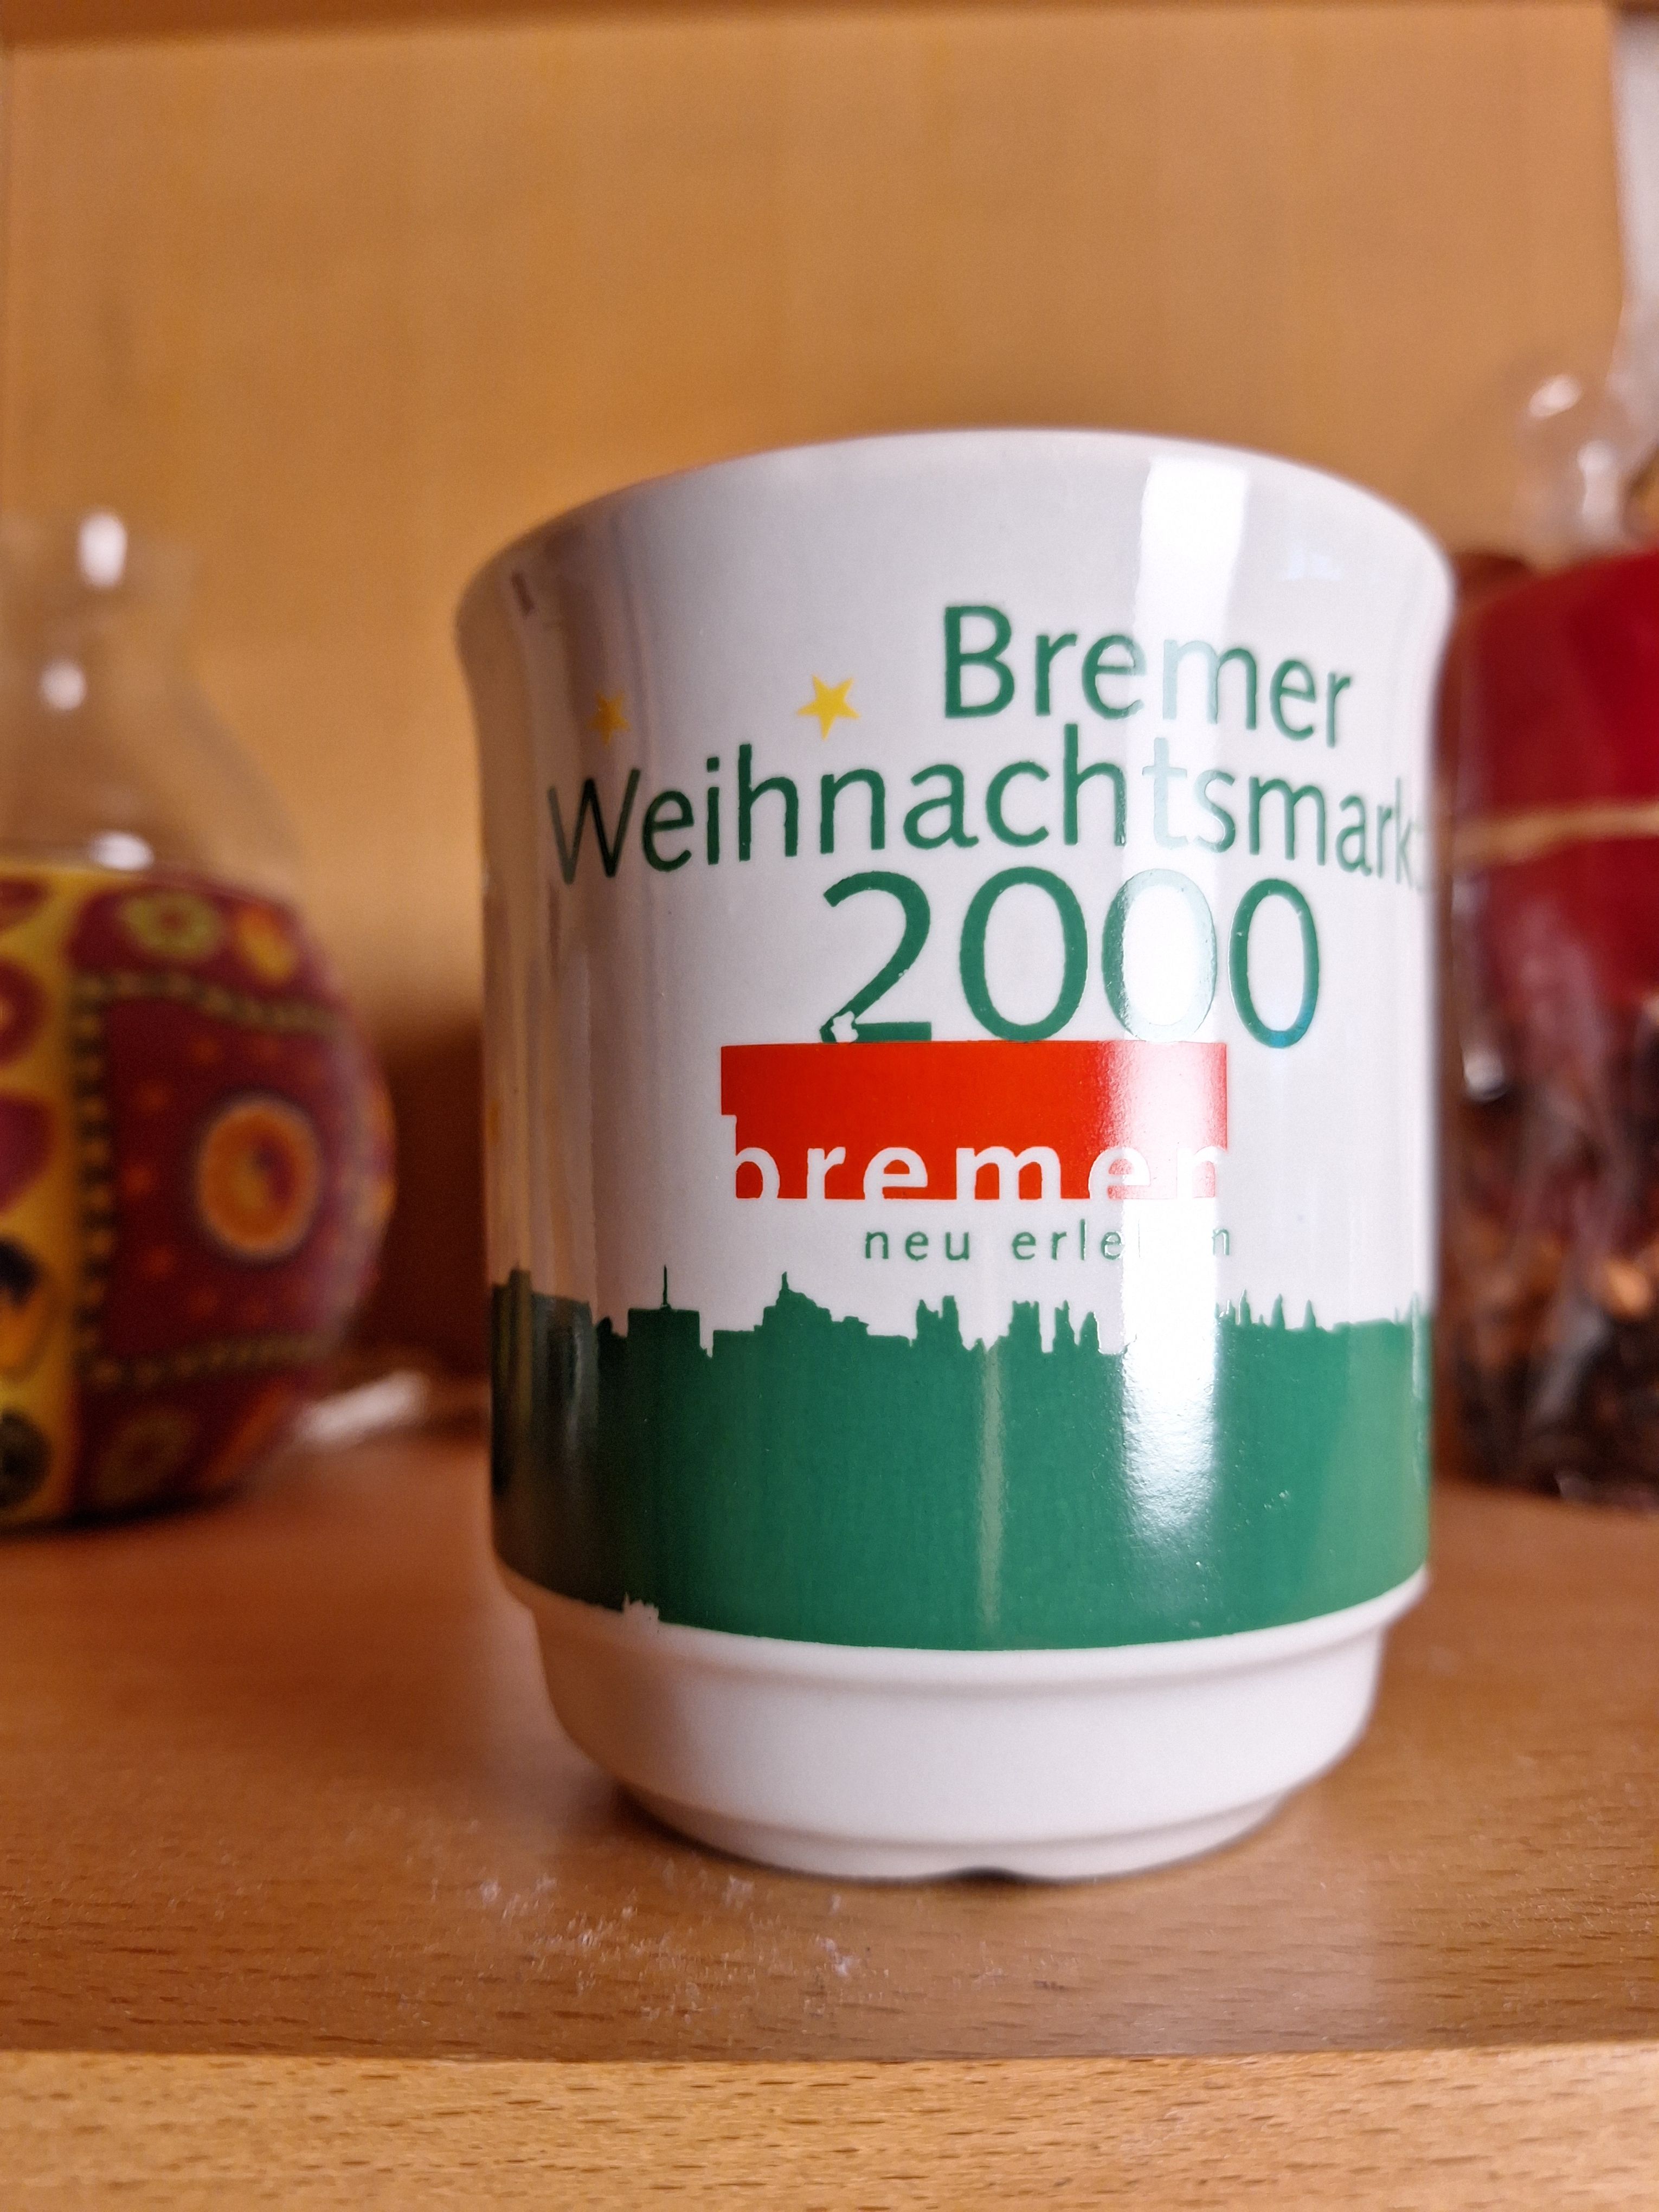 Bremer
Weihnachtsmarkt
2000
bremen
neu erleben